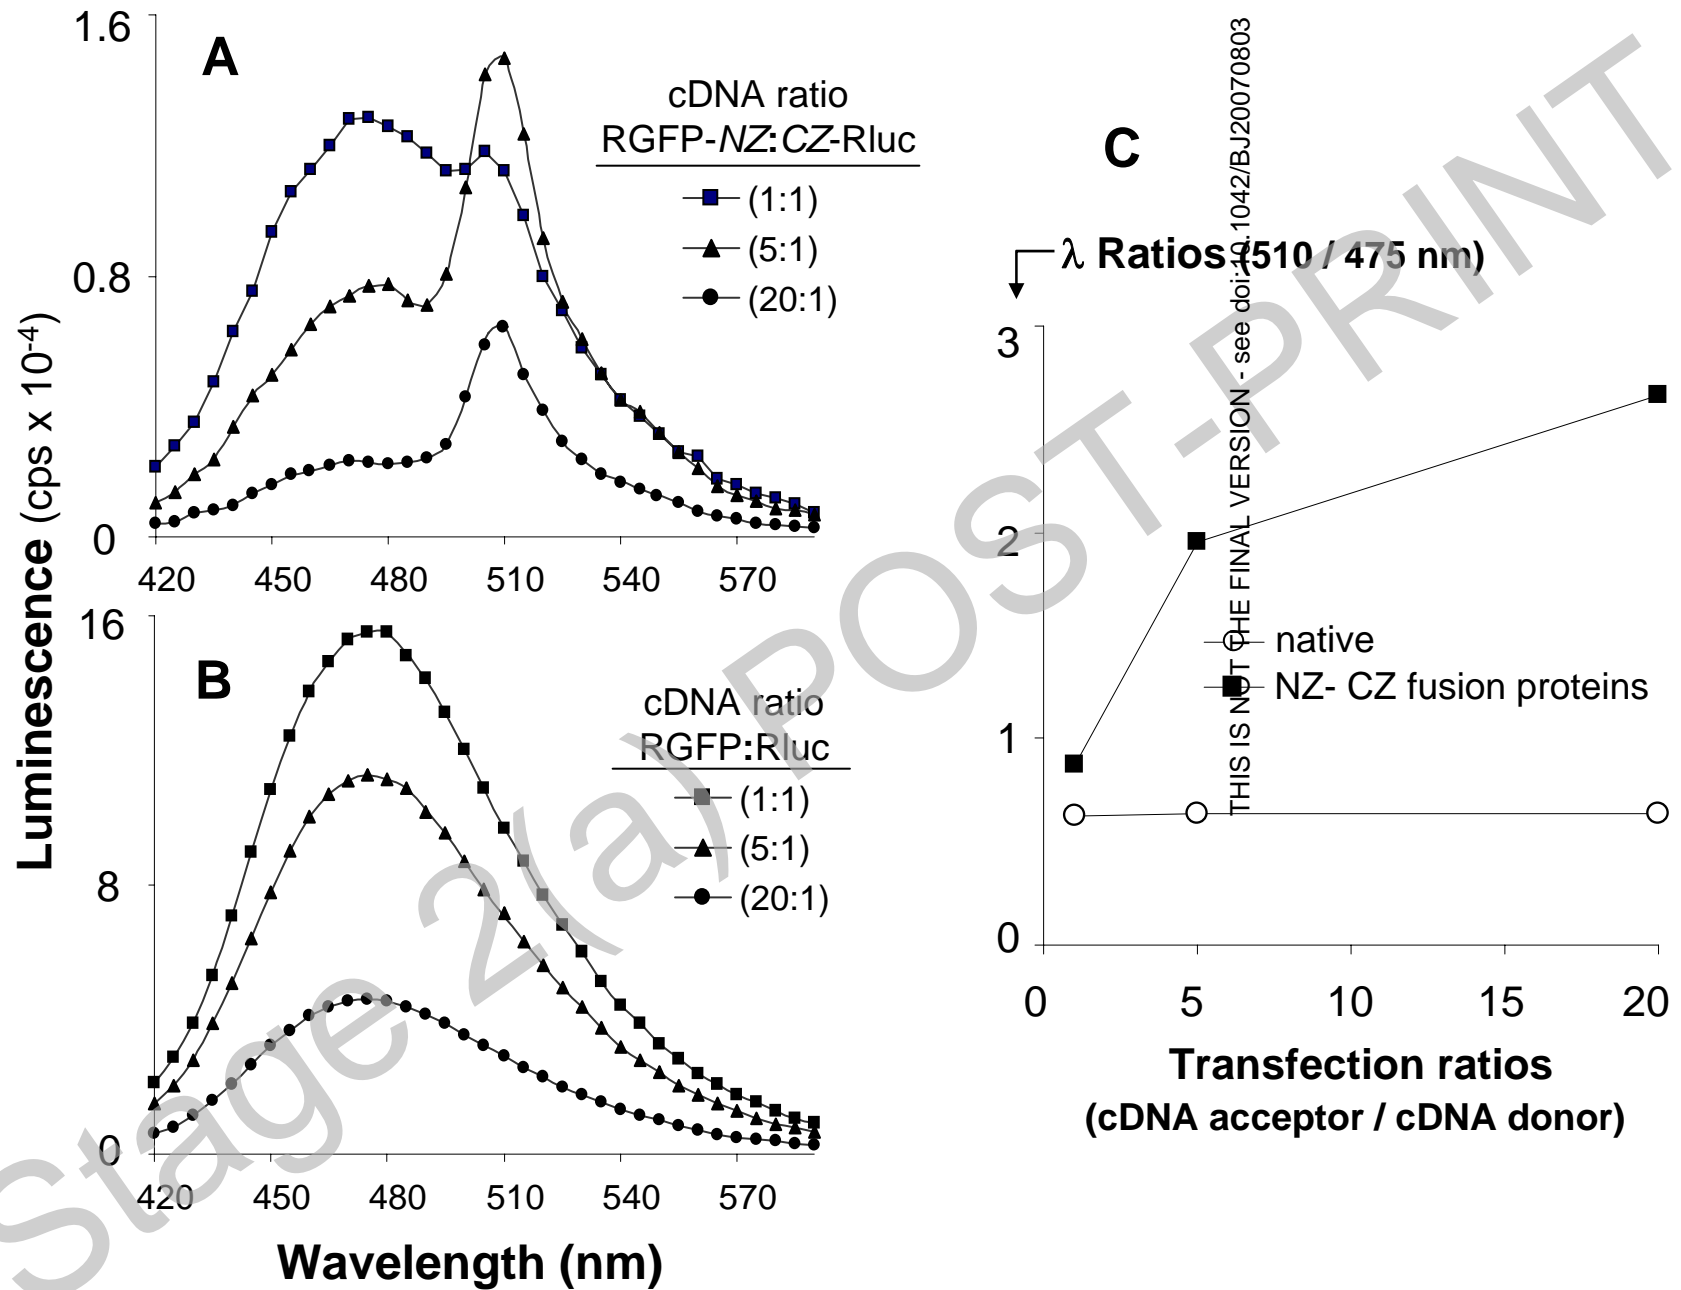 1.6
A
cDNA ratio
RGFP-NZ:CZ-Rluc
(1:1)
(5:1)
(20:1)
0.8
0
420 450 480 510 540 570
16
B
cDNA ratio
RGFP:Rluc
(1:1)
(5:1)
(20:1)
8
0
420 450 480 510 540 570
Wavelength (nm)
Luminescence (cps x 10-4)
C
λ Ratios (510 / 475 nm)
3
2
1
0
native
NZ- CZ fusion proteins
0 5 10 15 20
Transfection ratios
(cDNA acceptor / cDNA donor)
THIS IS NOT THE FINAL VERSION - see doi:10.1042/BJ20070803
Stage 2(a) POST-PRINT